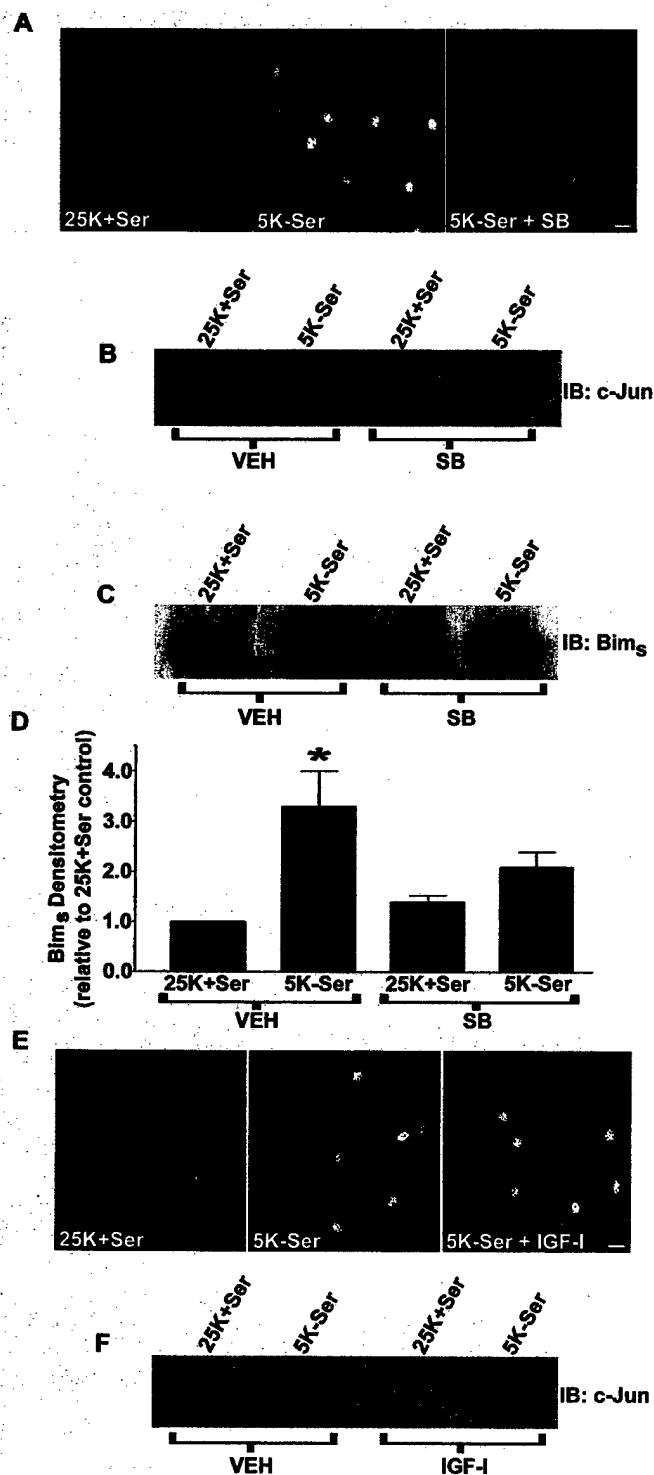 A
25K+Ser 5K-Ser 5K-Ser + SB
25K+Ser 5K-Ser 25K+Ser 5K-Ser
B
IB: c-Jun
VEH SB
25K+Ser 5K-Ser 25K+Ser 5K-Ser
C
IB: BimS
VEH SB
D
BimS Densitometry
(relative to 25K+Ser control)
*
4.0
3.0
2.0
1.0
0.0
25K+Ser 5K-Ser 25K+Ser 5K-Ser
VEH SB
E
25K+Ser 5K-Ser 5K-Ser + IGF-I
25K+Ser 5K-Ser 25K+Ser 5K-Ser
F
IB: c-Jun
VEH IGF-I